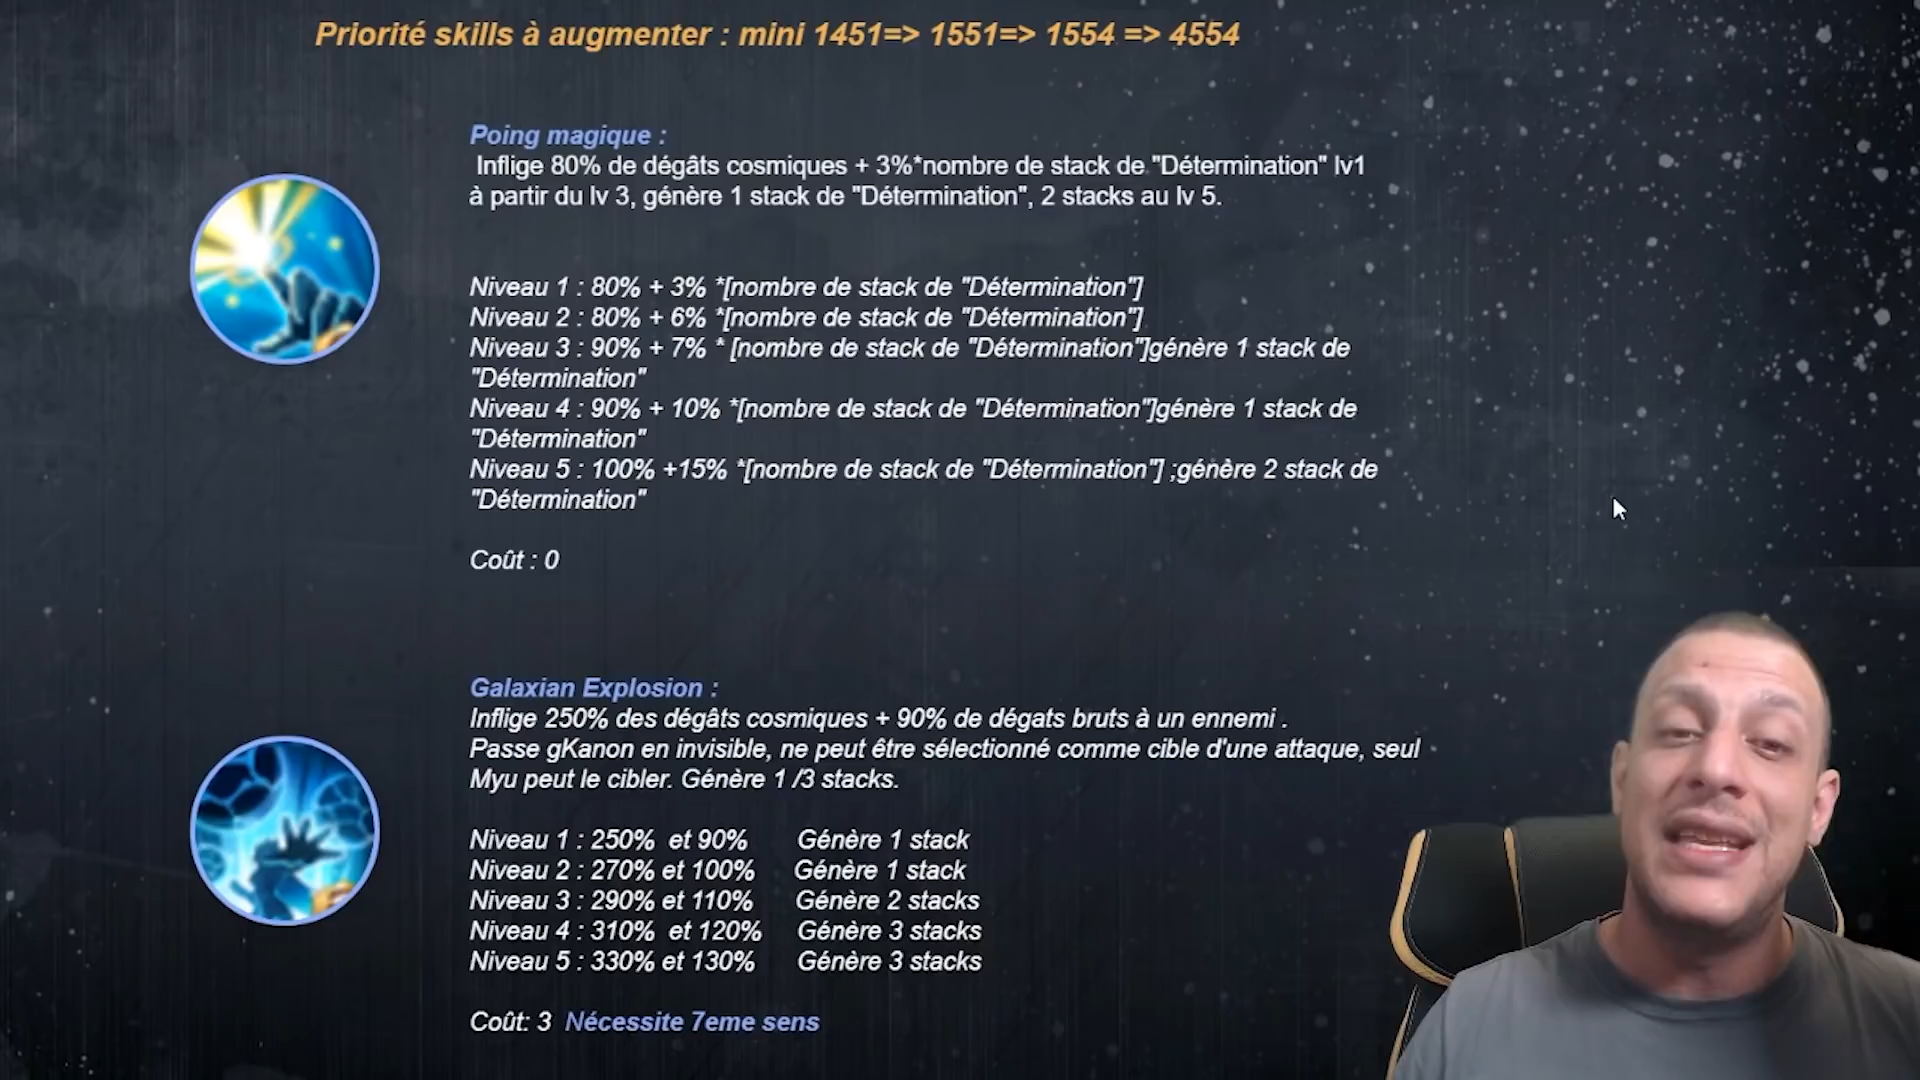 Priorité skills à augmenter : mini 1451=> 1551=> 1554 => 4554
Poing magique :
Inflige 80% de dégâts cosmiques + 3%*nombre de stack de "Détermination" lv1
à partir du lv 3, génère 1 stack de "Détermination", 2 stacks au lv 5.
Niveau 1 : 80% + 3% *[nombre de stack de "Détermination"]
Niveau 2 : 80% + 6% *[nombre de stack de "Détermination"]
Niveau 3 : 90% + 7% * [nombre de stack de "Détermination"]génère 1 stack de
"Détermination"
Niveau 4 : 90% + 10% *[nombre de stack de "Détermination"]génère 1 stack de
"Détermination"
Niveau 5 : 100% +15% *[nombre de stack de "Détermination"] ;génère 2 stack de
"Détermination"
Coût : 0
Galaxian Explosion :
Inflige 250% des dégâts cosmiques + 90% de dégats bruts à un ennemi .
Passe gKanon en invisible, ne peut être sélectionné comme cible d'une attaque, seul
Myu peut le cibler. Génère 1 /3 stacks.
Niveau 1 : 250% et 90% Génère 1 stack
Niveau 2 : 270% et 100% Génère 1 stack
Niveau 3 : 290% et 110% Génère 2 stacks
Niveau 4 : 310% et 120% Génère 3 stacks
Niveau 5 : 330% et 130% Génère 3 stacks
Coût: 3 Nécessite 7eme sens